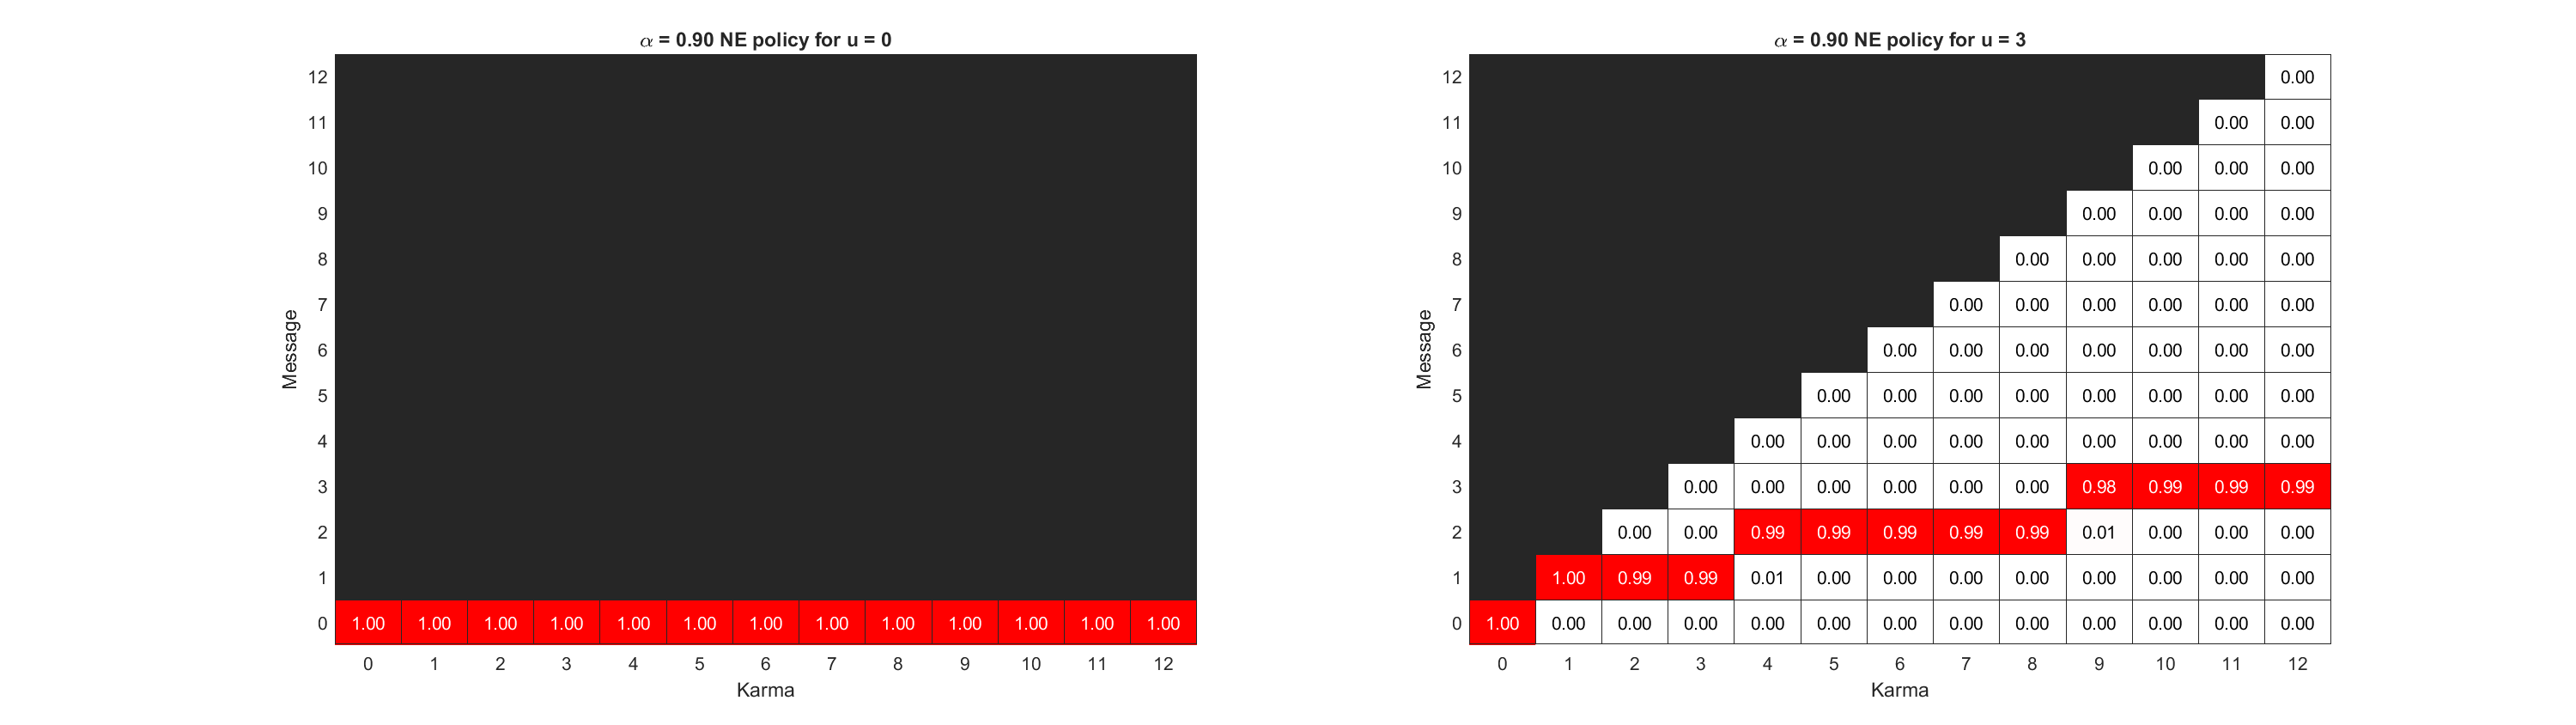 α = 0.90 NE policy for u = 0
Message
12
11
10
9
8
7
6
5
4
3
2
1
0 1.00 1.00 1.00 1.00 1.00 1.00 1.00 1.00 1.00 1.00 1.00 1.00 1.00
0 1 2 3 4 5 6 7 8 9 10 11 12
Karma
α = 0.90 NE policy for u = 3
Message
12 0.00
11 0.00 0.00
10 0.00 0.00 0.00
9 0.00 0.00 0.00 0.00
8 0.00 0.00 0.00 0.00 0.00
7 0.00 0.00 0.00 0.00 0.00 0.00
6 0.00 0.00 0.00 0.00 0.00 0.00 0.00
5 0.00 0.00 0.00 0.00 0.00 0.00 0.00 0.00
4 0.00 0.00 0.00 0.00 0.00 0.00 0.00 0.00 0.00
3 0.00 0.00 0.00 0.00 0.00 0.00 0.98 0.99 0.99 0.99
2 0.00 0.00 0.99 0.99 0.99 0.99 0.99 0.01 0.00 0.00 0.00
1 1.00 0.99 0.99 0.01 0.00 0.00 0.00 0.00 0.00 0.00 0.00 0.00
0 1.00 0.00 0.00 0.00 0.00 0.00 0.00 0.00 0.00 0.00 0.00 0.00 0.00
0 1 2 3 4 5 6 7 8 9 10 11 12
Karma